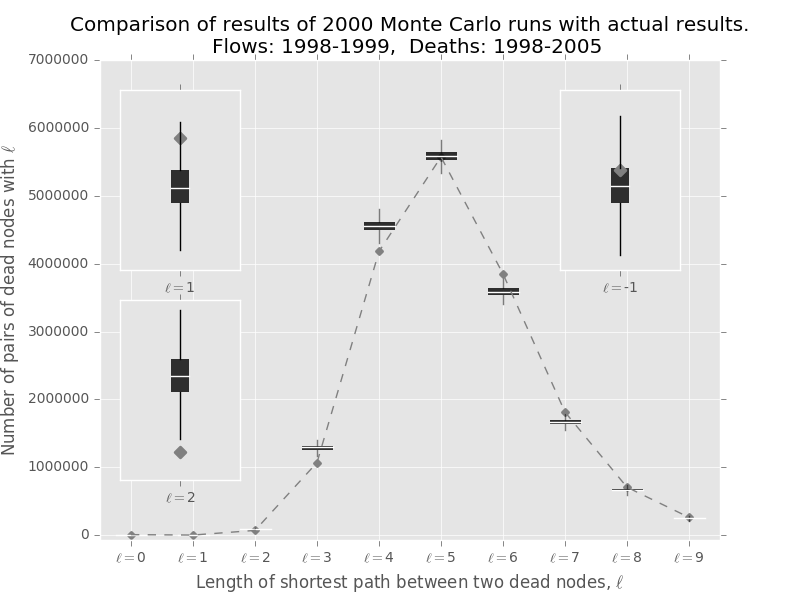 Comparison of results of 2000 Monte Carlo runs with actual results.
Flows: 1998-1999,  Deaths: 1998-2005
Number of pairs of dead nodes with ℓ
7000000
6000000
5000000
4000000
3000000
2000000
1000000
0
ℓ=1
ℓ=-1
ℓ=2
ℓ=0 ℓ=1 ℓ=2 ℓ=3 ℓ=4 ℓ=5 ℓ=6 ℓ=7 ℓ=8 ℓ=9
Length of shortest path between two dead nodes, ℓ